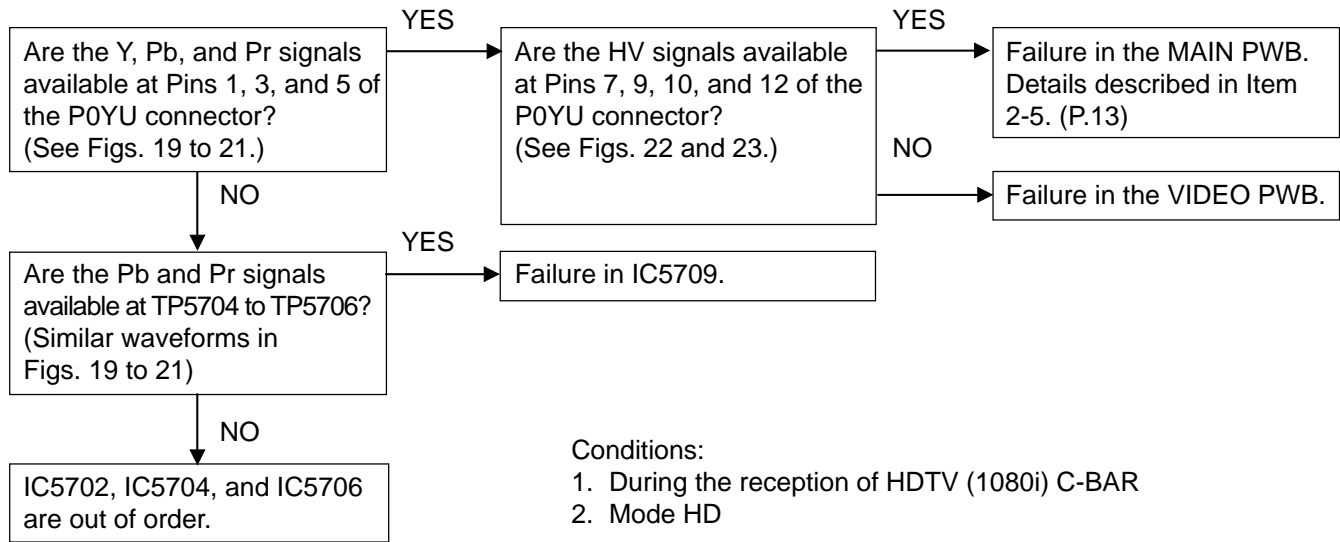 Are the Y, Pb, and Pr signals
available at Pins 1, 3, and 5 of
the P0YU connector?
(See Figs. 19 to 21.)
YES
Are the HV signals available
at Pins 7, 9, 10, and 12 of the
P0YU connector?
(See Figs. 22 and 23.)
YES
Failure in the MAIN PWB.
Details described in Item
2-5. (P.13)
NO
Failure in the VIDEO PWB.
NO
Are the Pb and Pr signals
available at TP5704 to TP5706?
(Similar waveforms in
Figs. 19 to 21)
YES
Failure in IC5709.
NO
IC5702, IC5704, and IC5706
are out of order.
Conditions:
1. During the reception of HDTV (1080i) C-BAR
2. Mode HD